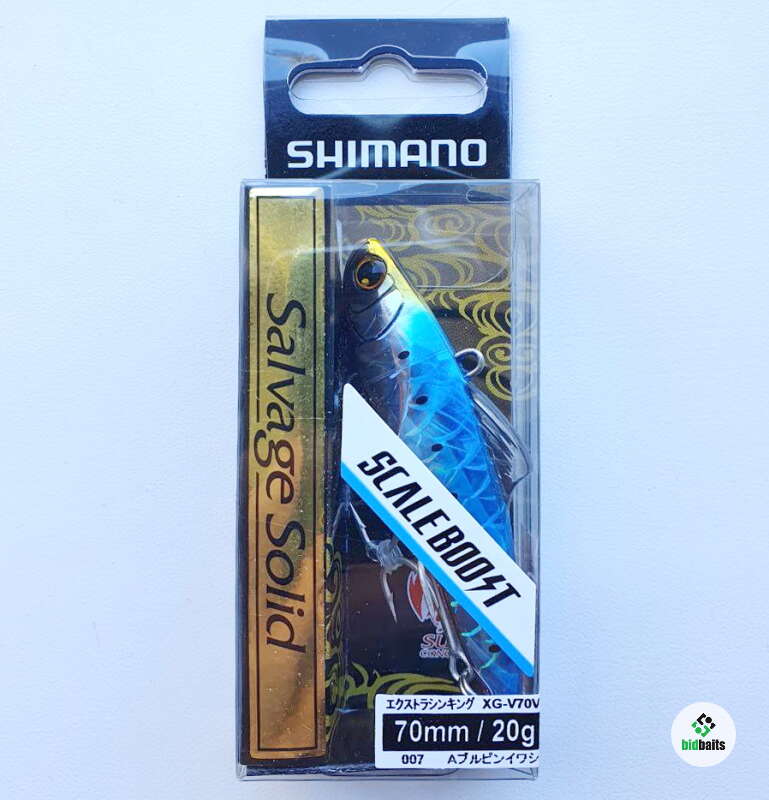 SHIMANO
Salvage Solid
SCALE BOOST
エクストラシンキング XG-V70V
70mm / 20g
007 Aブルピンイワシ
bidbaits